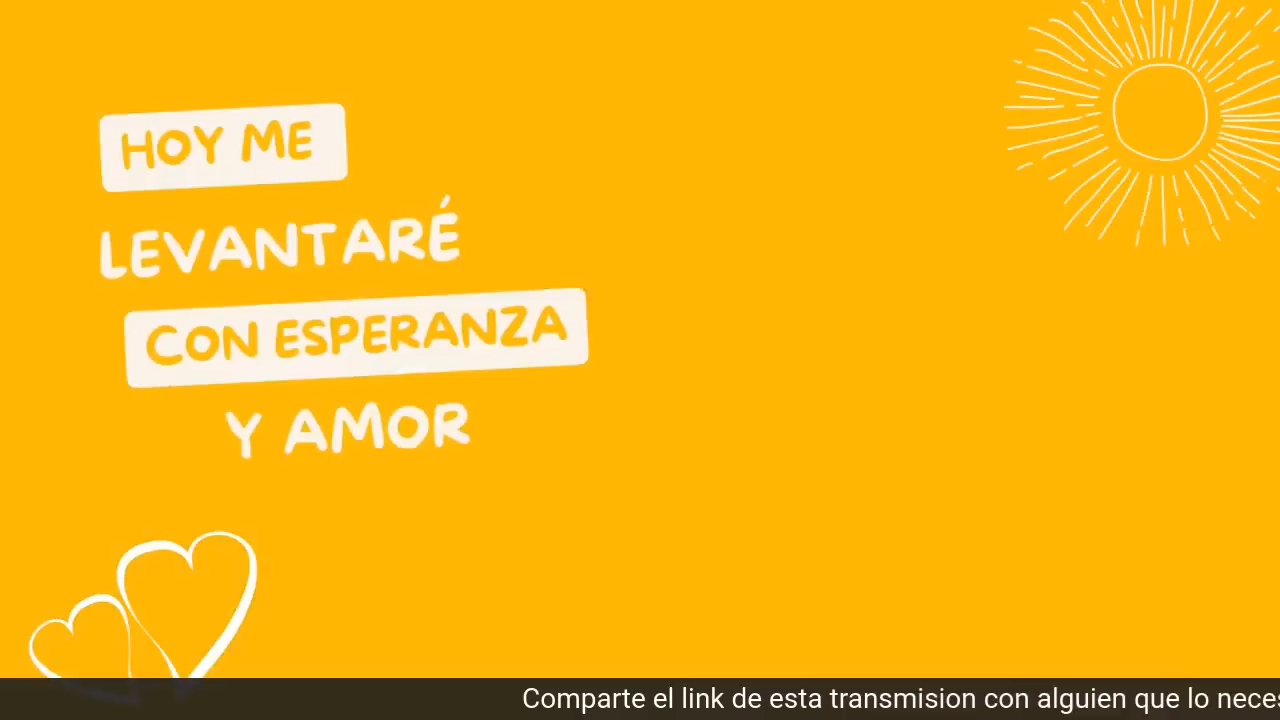 HOY ME
LEVANTARÉ
CON ESPERANZA
Y AMOR
Comparte el link de esta transmision con alguien que lo